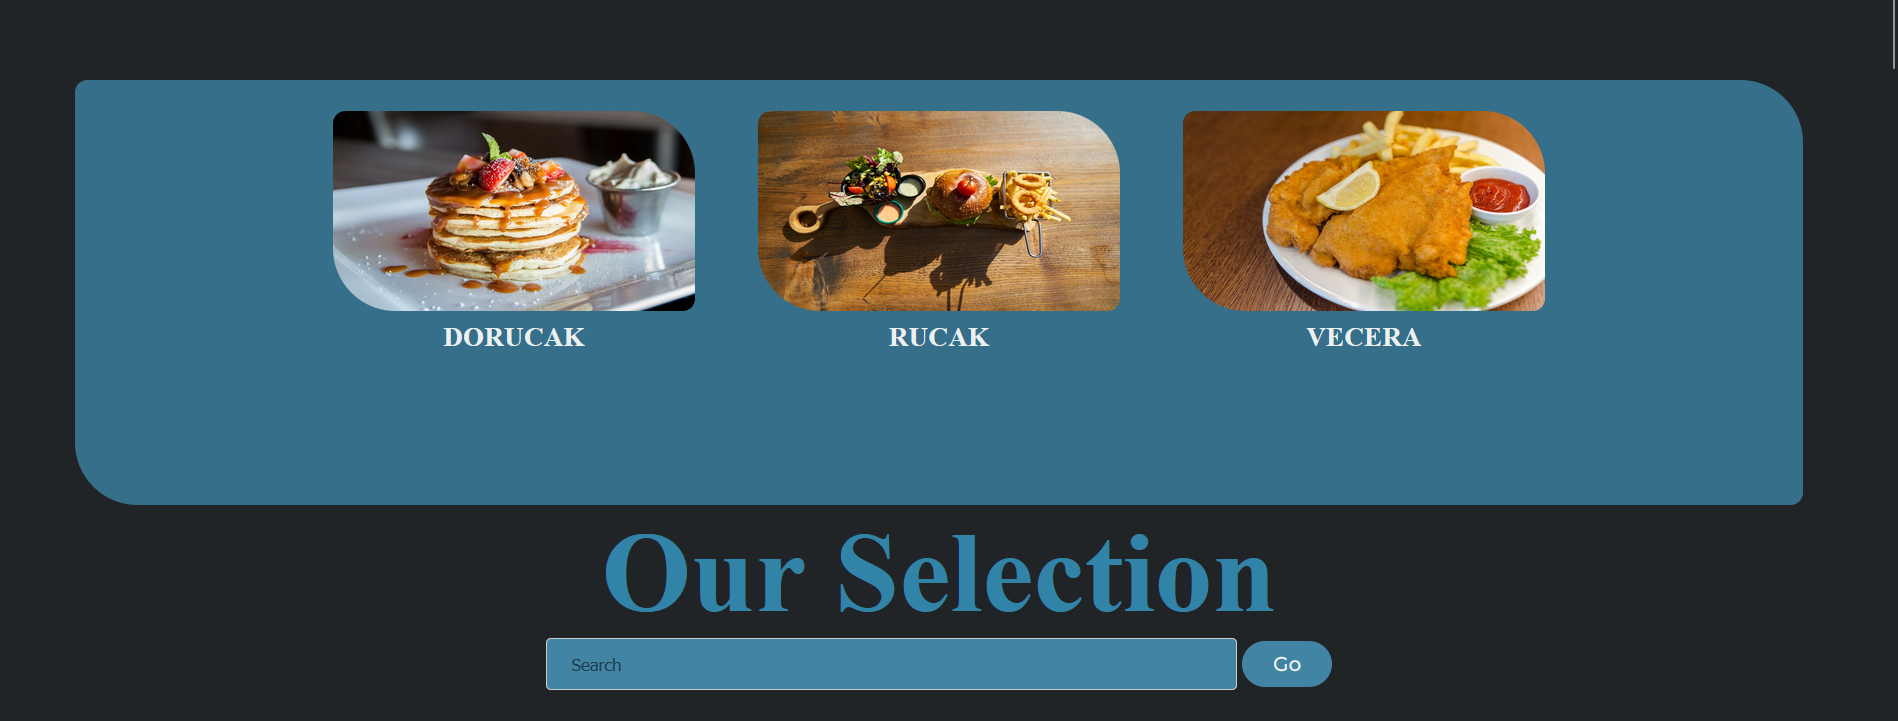 DORUCAK
RUCAK
VECERA
Our Selection
Search
Go